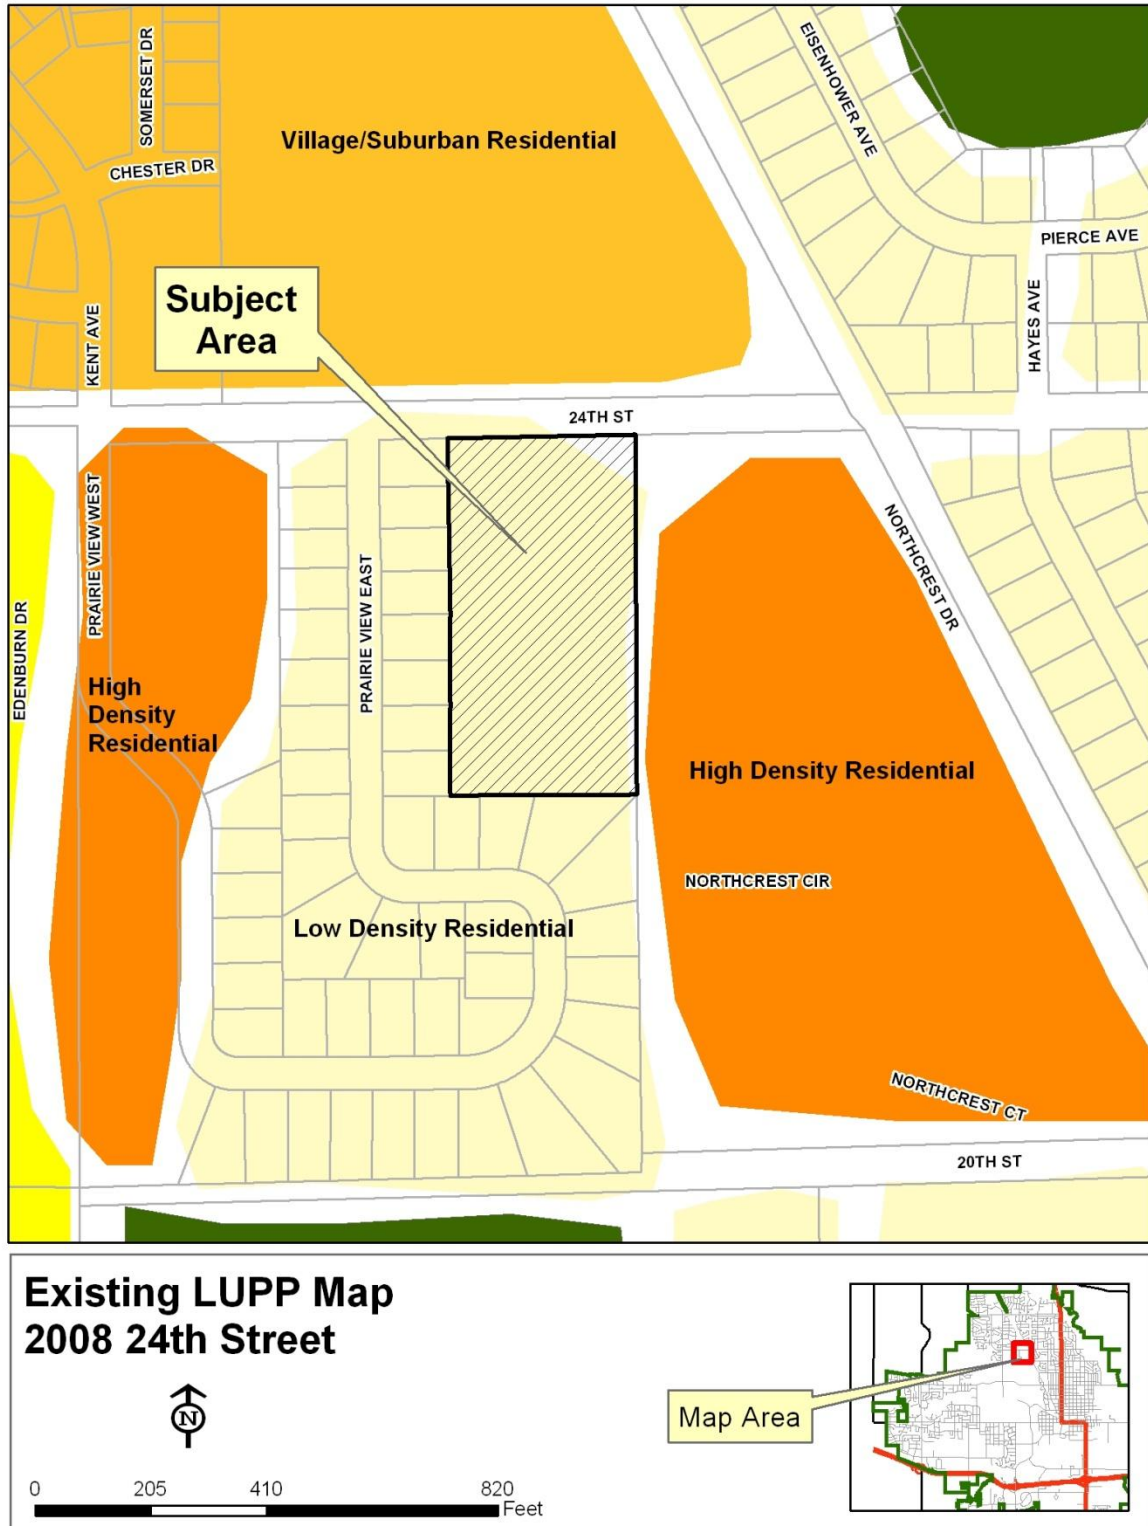 SOMERSET DR
EISENHOWER AVE
Village/Suburban Residential
CHESTER DR
PIERCE AVE
Subject
Area
KENT AVE
HAYES AVE
24TH ST
PRAIRIE VIEW WEST
NORTHCREST DR
EDENBURN DR
PRAIRIE VIEW EAST
High
Density
Residential
High Density Residential
NORTHCREST CIR
Low Density Residential
NORTHCREST CT
20TH ST
Existing LUPP Map
2008 24th Street
N
Map Area
0 205 410 820
Feet